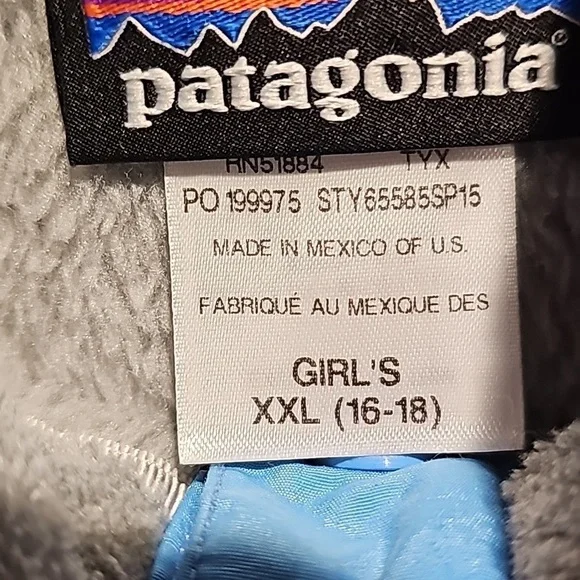 patagonia®
RN51884 TYX
PO 199975 STY65585SP15
MADE IN MEXICO OF U.S.
FABRIQUÉ AU MEXIQUE DES
GIRL'S
XXL (16-18)